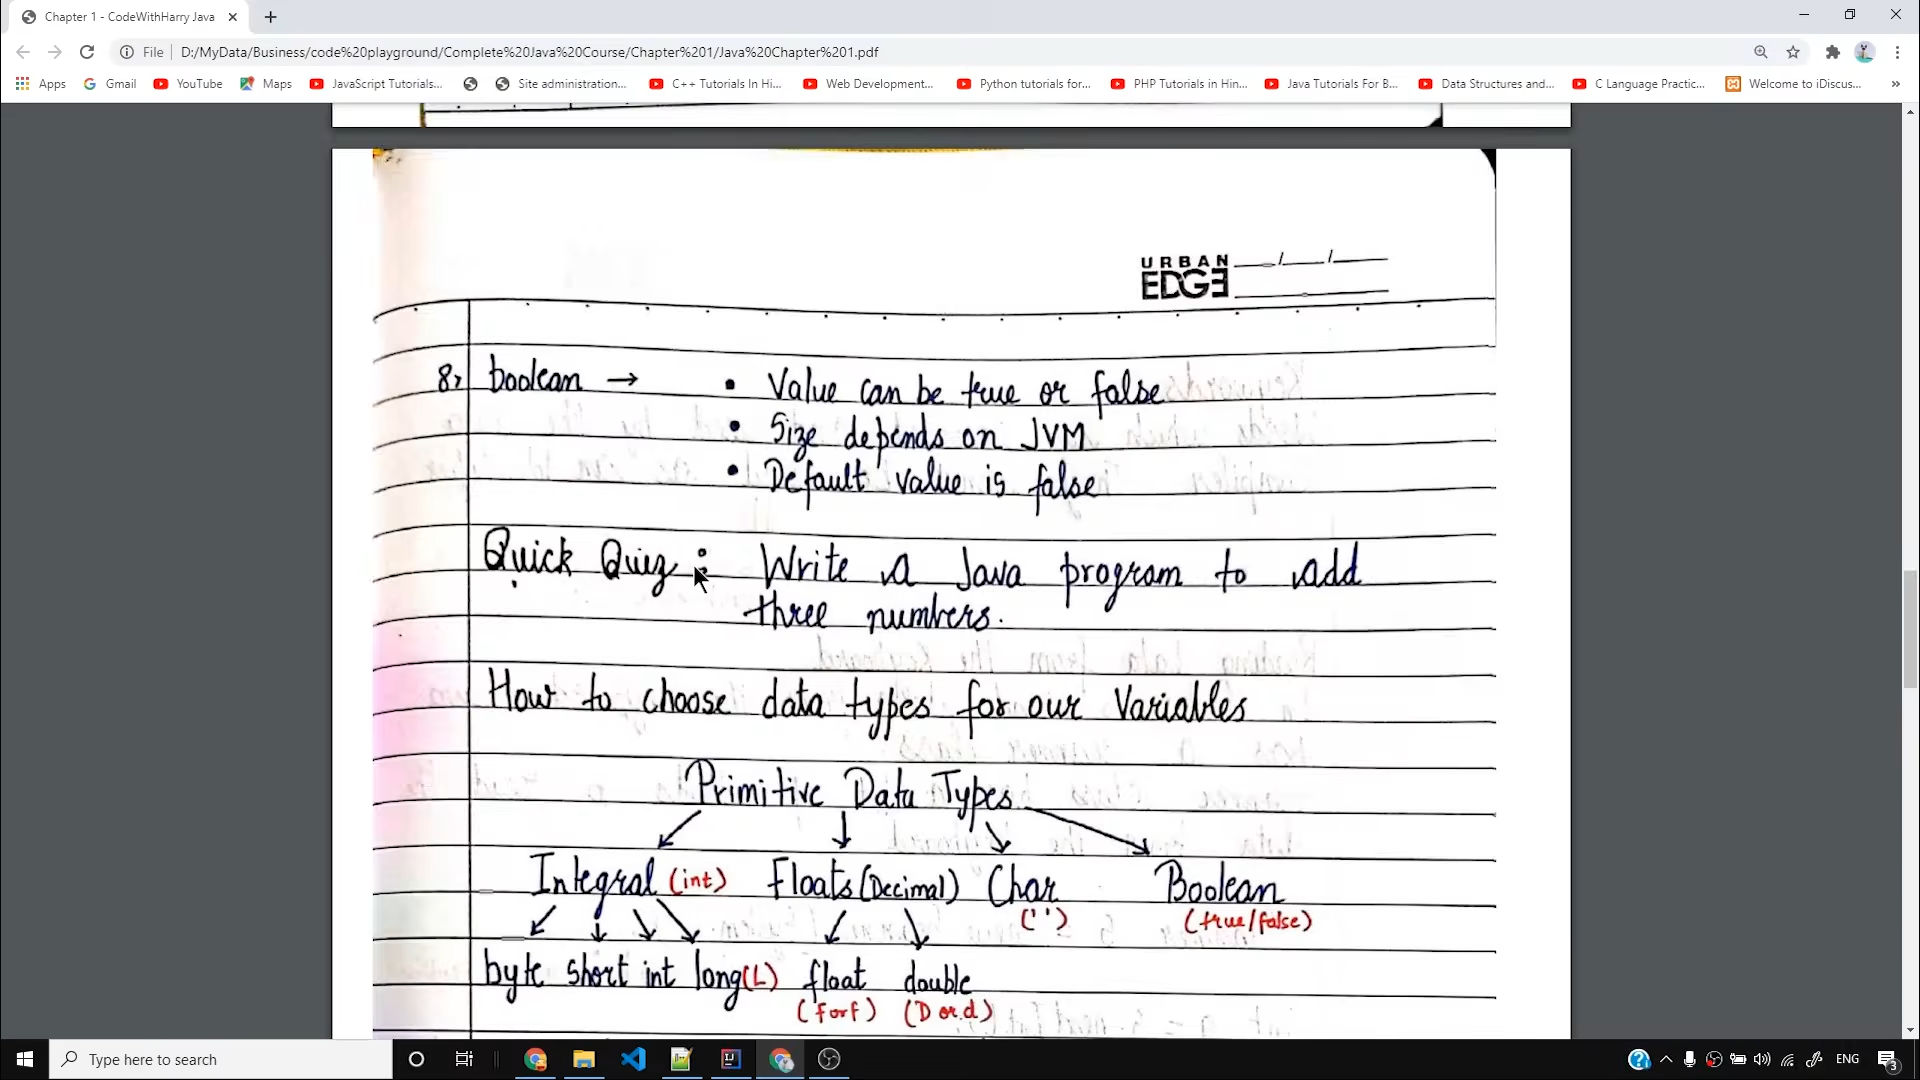 Chapter 1 - CodeWithHarry Java
File D:/MyData/Business/code%20playground/Complete%20Java%20Course/Chapter%201/Java%20Chapter%201.pdf
Apps Gmail YouTube Maps JavaScript Tutorials... Site administration... C++ Tutorials In Hi... Web Development... Python tutorials for... PHP Tutorials in Hin... Java Tutorials For B... Data Structures and... C Language Practic... Welcome to iDiscus... »
URBAN
EDGE
8> boolean → • Value can be true or false
• Size depends on JVM
• Default value is false
Quick Quiz : Write a Java program to add
three numbers.
How to choose data types for our Variables
Primitive Data Types
Integral (int) Floats (Decimal) Char Boolean
(' ') (true/false)
byte short int long(L) float double
(F or f) (D or d)
Type here to search
ENG
3